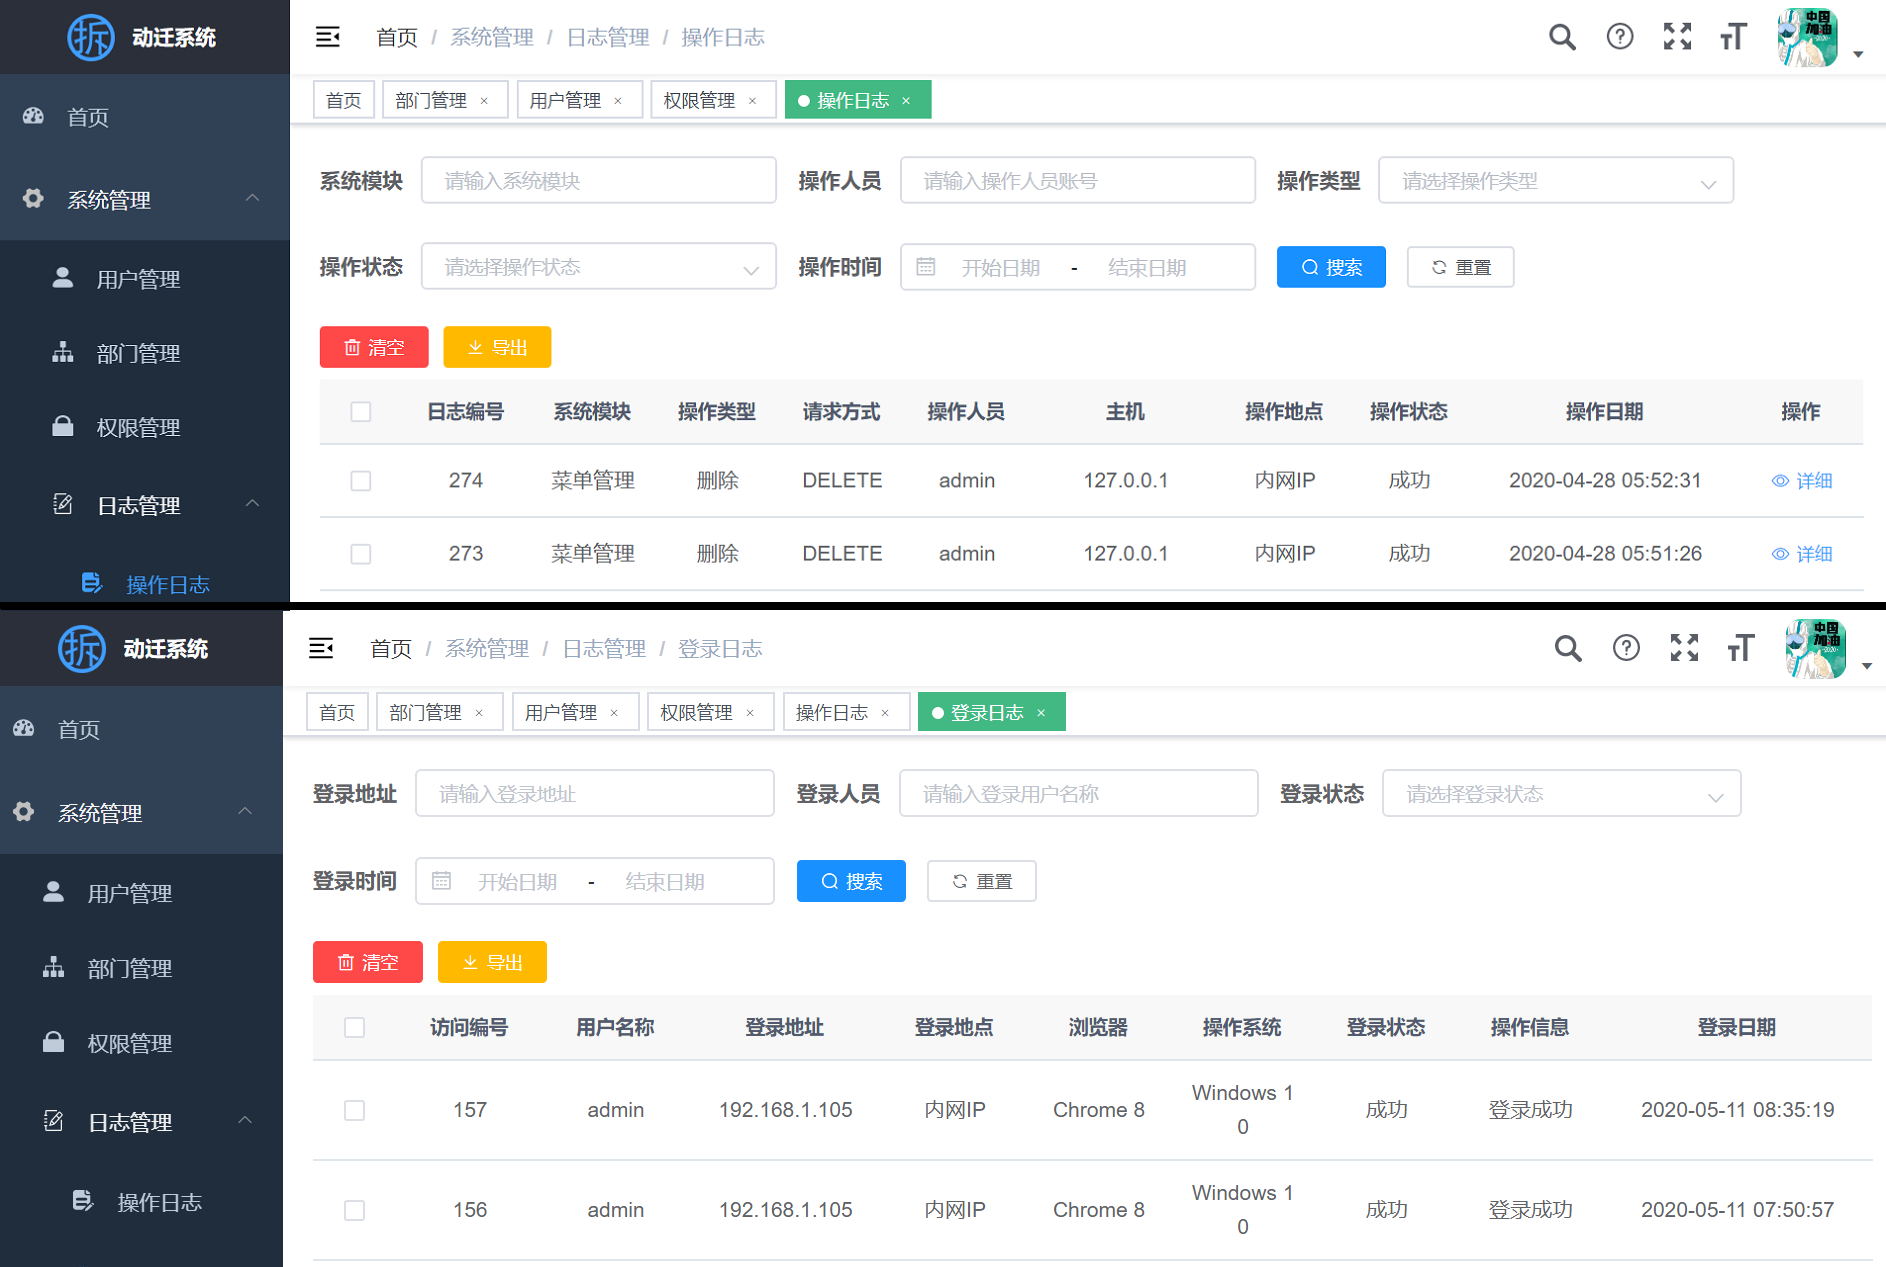 拆 动迁系统
首页 / 系统管理 / 日志管理 / 操作日志
中国
加油
2020
首页
部门管理 ×
用户管理 ×
权限管理 ×
操作日志 ×
首页
系统管理
用户管理
部门管理
权限管理
日志管理
操作日志
系统模块 请输入系统模块 操作人员 请输入操作人员账号 操作类型 请选择操作类型
操作状态 请选择操作状态 操作时间 开始日期 - 结束日期 搜索 重置
清空 导出
日志编号 系统模块 操作类型 请求方式 操作人员 主机 操作地点 操作状态 操作日期 操作
274 菜单管理 删除 DELETE admin 127.0.0.1 内网IP 成功 2020-04-28 05:52:31 详细
273 菜单管理 删除 DELETE admin 127.0.0.1 内网IP 成功 2020-04-28 05:51:26 详细
拆 动迁系统
首页 / 系统管理 / 日志管理 / 登录日志
中国
加油
2020
首页
部门管理 ×
用户管理 ×
权限管理 ×
操作日志 ×
登录日志 ×
首页
系统管理
用户管理
部门管理
权限管理
日志管理
操作日志
登录地址 请输入登录地址 登录人员 请输入登录用户名称 登录状态 请选择登录状态
登录时间 开始日期 - 结束日期 搜索 重置
清空 导出
访问编号 用户名称 登录地址 登录地点 浏览器 操作系统 登录状态 操作信息 登录日期
157 admin 192.168.1.105 内网IP Chrome 8 Windows 1
0 成功 登录成功 2020-05-11 08:35:19
156 admin 192.168.1.105 内网IP Chrome 8 Windows 1
0 成功 登录成功 2020-05-11 07:50:57